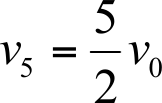 v₅ = 5/2 v₀